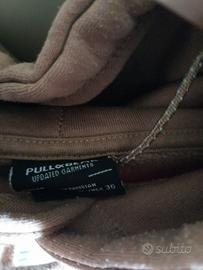 PULL&BEAR
UPDATED GARMENTS
30
subito